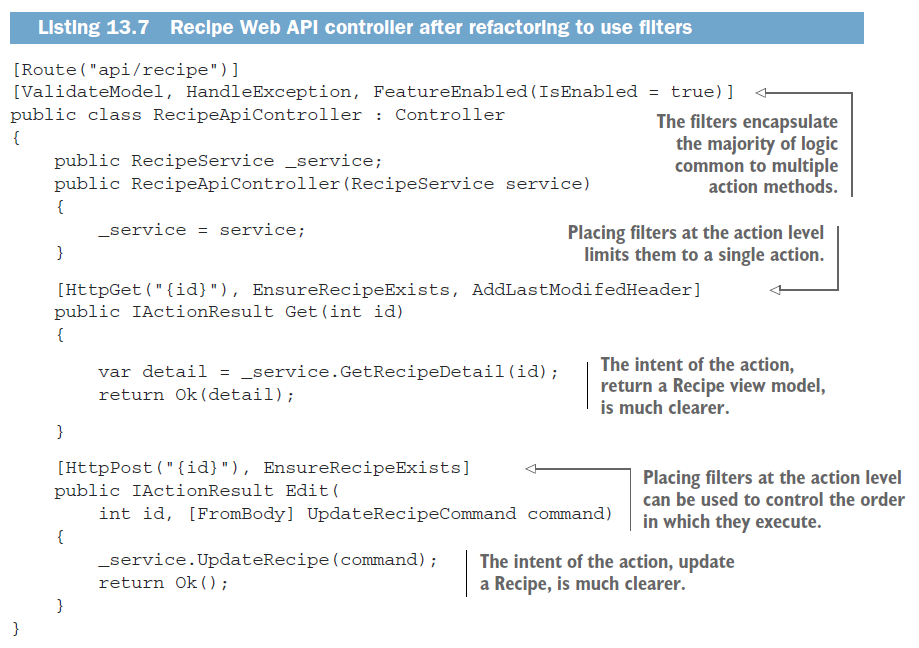 Listing 13.7 Recipe Web API controller after refactoring to use filters
[Route("api/recipe")]
[ValidateModel, HandleException, FeatureEnabled(IsEnabled = true)]
public class RecipeApiController : Controller
{
The filters encapsulate
the majority of logic
common to multiple
action methods.
public RecipeService _service;
public RecipeApiController(RecipeService service)
{
_service = service;
}
Placing filters at the action level
limits them to a single action.
[HttpGet("{id}"), EnsureRecipeExists, AddLastModifedHeader]
public IActionResult Get(int id)
{
var detail = _service.GetRecipeDetail(id);
return Ok(detail);
The intent of the action,
return a Recipe view model,
is much clearer.
}
[HttpPost("{id}"), EnsureRecipeExists]
public IActionResult Edit(
int id, [FromBody] UpdateRecipeCommand command)
Placing filters at the action level
can be used to control the order
in which they execute.
{
_service.UpdateRecipe(command);
return Ok();
The intent of the action, update
a Recipe, is much clearer.
}
}